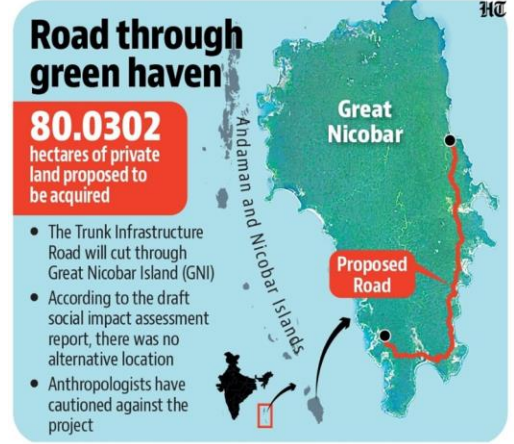 HT
Road through
green haven
80.0302
hectares of private
land proposed to
be acquired
• The Trunk Infrastructure
Road will cut through
Great Nicobar Island (GNI)
• According to the draft
social impact assessment
report, there was no
alternative location
• Anthropologists have
cautioned against the
project
Andaman and Nicobar Islands
Great
Nicobar
Proposed
Road